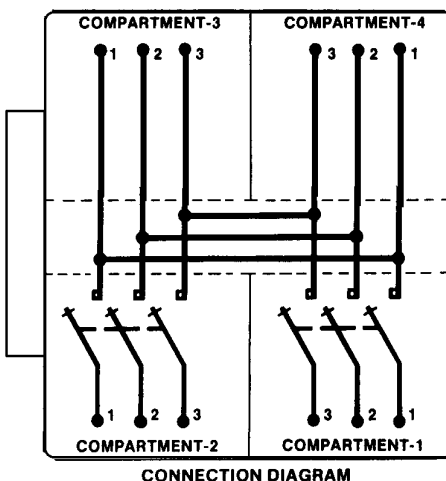 COMPARTMENT-3 COMPARTMENT-4
1 2 3 3 2 1
1 2 3 3 2 1
COMPARTMENT-2 COMPARTMENT-1
CONNECTION DIAGRAM